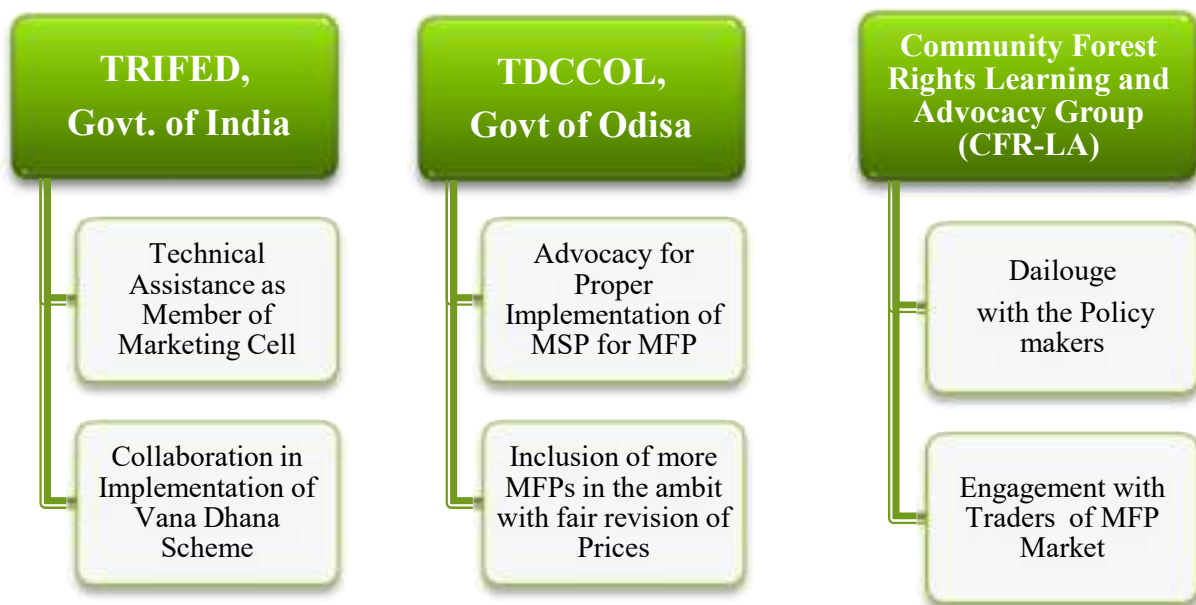 TRIFED,
Govt. of India
Technical
Assistance as
Member of
Marketing Cell
Collaboration in
Implementation of
Vana Dhana
Scheme
TDCCOL,
Govt of Odisa
Advocacy for
Proper
Implementation of
MSP for MFP
Inclusion of more
MFPs in the ambit
with fair revision of
Prices
Community Forest
Rights Learning and
Advocacy Group
(CFR-LA)
Dailouge
with the Policy
makers
Engagement with
Traders of MFP
Market